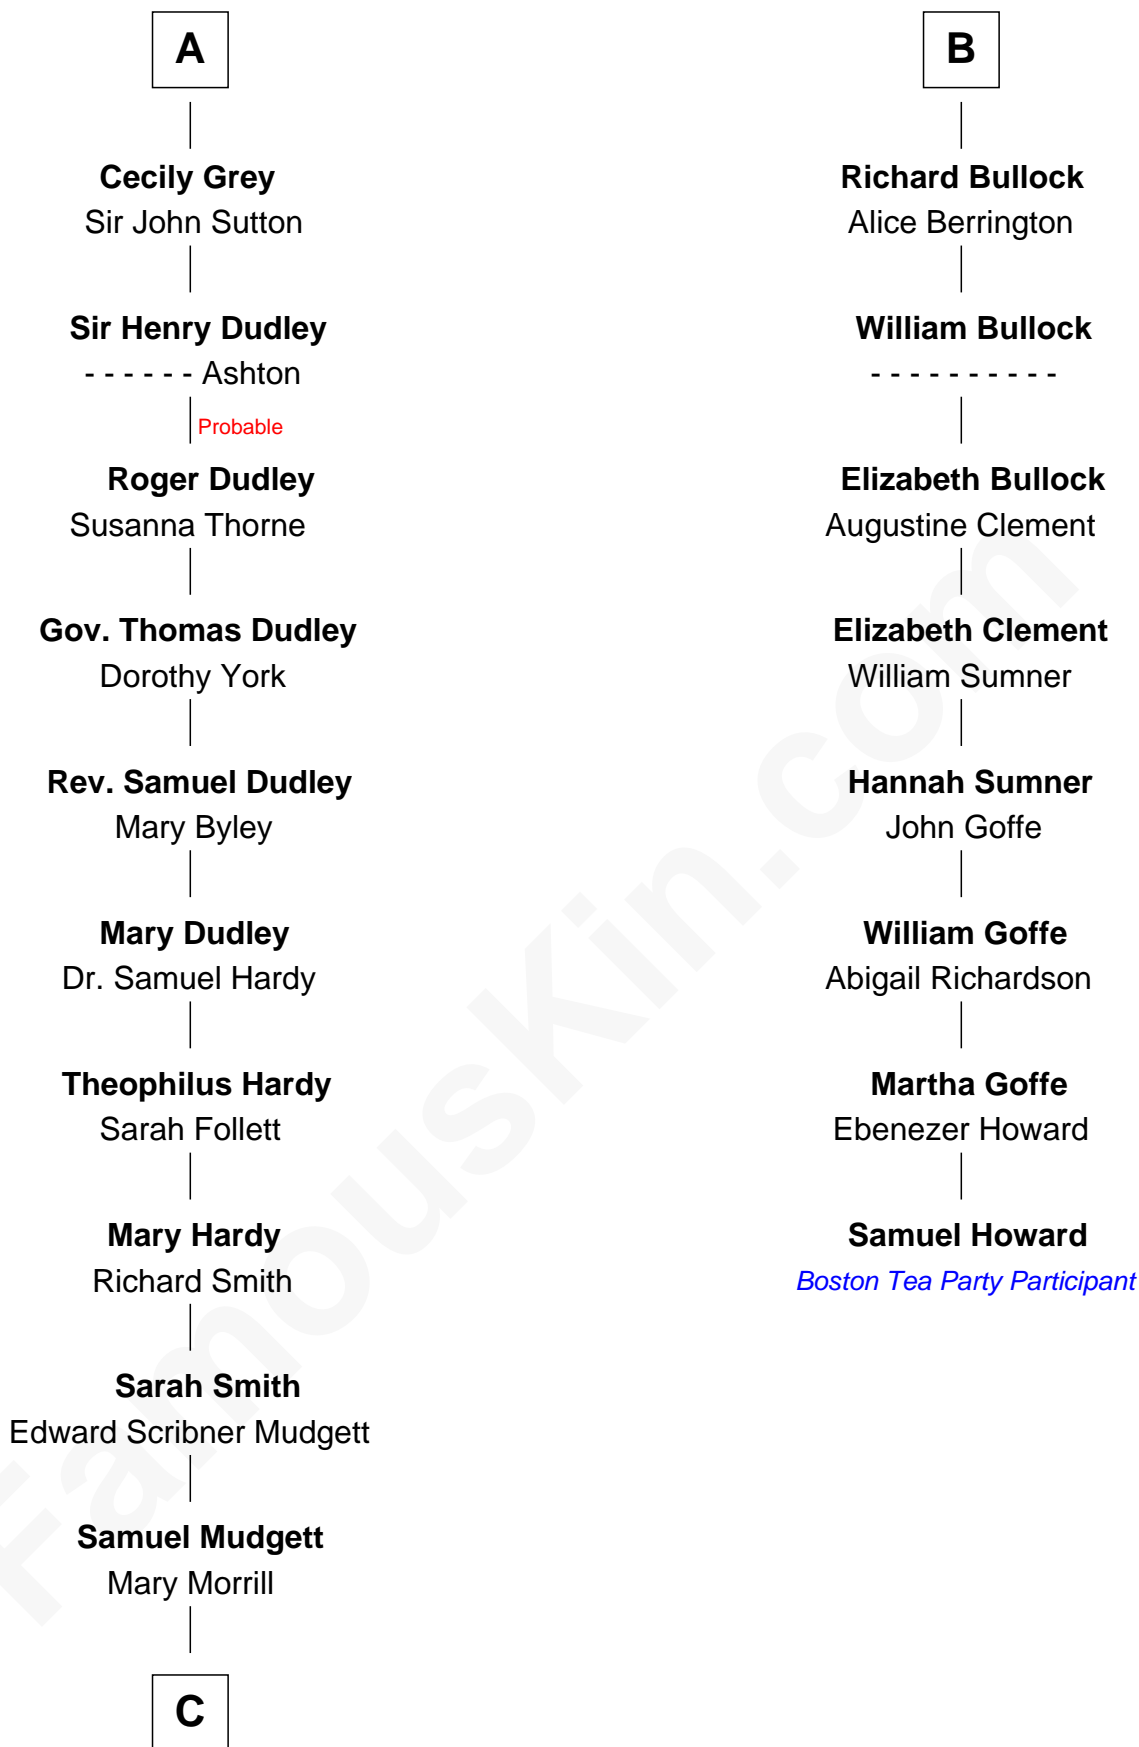 A
Cecily Grey
Sir John Sutton
Sir Henry Dudley
- - - - - - Ashton
Probable
Roger Dudley
Susanna Thorne
Gov. Thomas Dudley
Dorothy York
Rev. Samuel Dudley
Mary Byley
Mary Dudley
Dr. Samuel Hardy
Theophilus Hardy
Sarah Follett
Mary Hardy
Richard Smith
Sarah Smith
Edward Scribner Mudgett
Samuel Mudgett
Mary Morrill
C
B
Richard Bullock
Alice Berrington
William Bullock
- - - - - - - - - -
Elizabeth Bullock
Augustine Clement
Elizabeth Clement
William Sumner
Hannah Sumner
John Goffe
William Goffe
Abigail Richardson
Martha Goffe
Ebenezer Howard
Samuel Howard
Boston Tea Party Participant
FamousKin.com